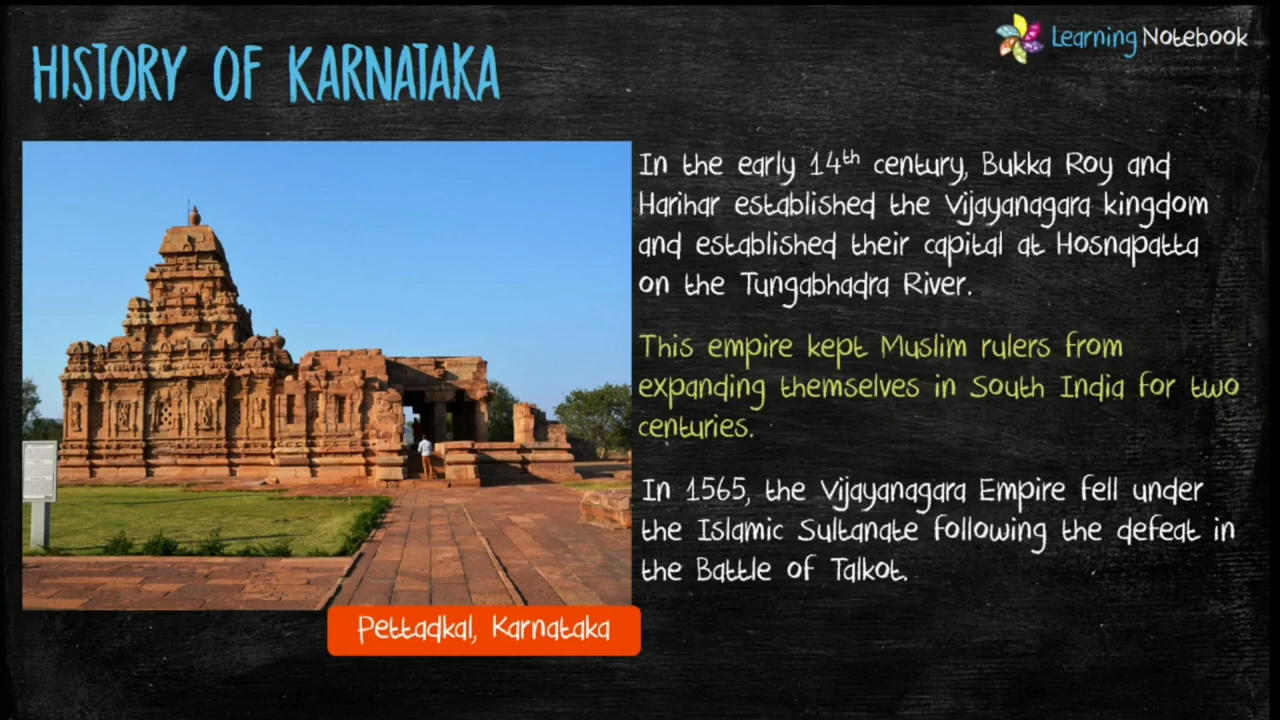 HISTORY OF KARNATAKA
Learning Notebook
In the early 14th century, Bukka Roy and
Harihar established the Vijayanagara kingdom
and established their capital at Hosnapatta
on the Tungabhadra River.
This empire kept Muslim rulers from
expanding themselves in South India for two
centuries.
In 1565, the Vijayanagara Empire fell under
the Islamic Sultanate following the defeat in
the Battle of Talkot.
Pettadkal, Karnataka